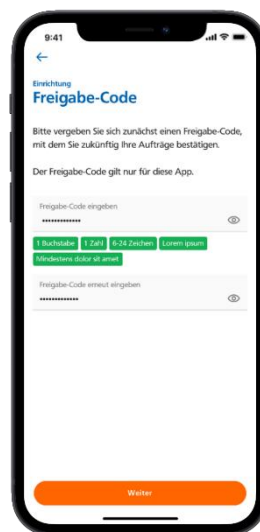 9:41
Einrichtung
Freigabe-Code
Bitte vergeben Sie sich zunächst einen Freigabe-Code,
mit dem Sie zukünftig Ihre Aufträge bestätigen.
Der Freigabe-Code gilt nur für diese App.
Freigabe-Code eingeben
•••••••••••••
1 Buchstabe 1 Zahl 6-24 Zeichen Lorem ipsum
Mindestens dolor sit amet
Freigabe-Code erneut eingeben
•••••••••••••
Weiter